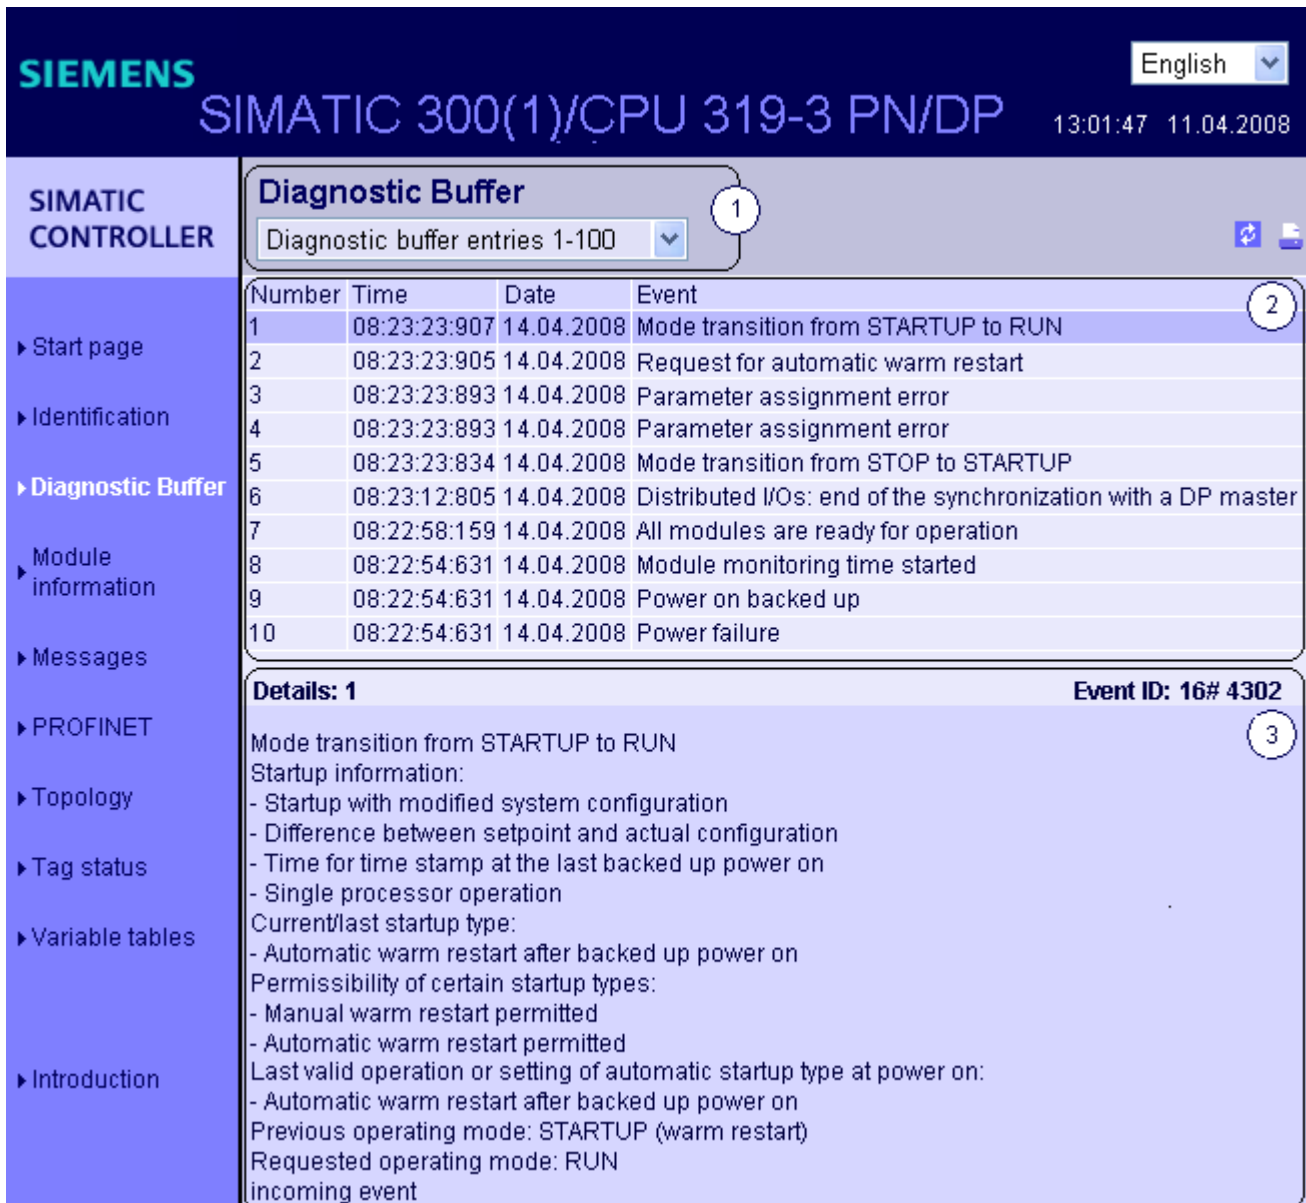 SIEMENS
English
SIMATIC 300(1)/CPU 319-3 PN/DP
13:01:47 11.04.2008
SIMATIC
CONTROLLER
Diagnostic Buffer
1
Diagnostic buffer entries 1-100
Start page
Identification
Diagnostic Buffer
Module
information
Messages
PROFINET
Topology
Tag status
Variable tables
Introduction
Number Time Date Event
2
1 08:23:23:907 14.04.2008 Mode transition from STARTUP to RUN
2 08:23:23:905 14.04.2008 Request for automatic warm restart
3 08:23:23:893 14.04.2008 Parameter assignment error
4 08:23:23:893 14.04.2008 Parameter assignment error
5 08:23:23:834 14.04.2008 Mode transition from STOP to STARTUP
6 08:23:12:805 14.04.2008 Distributed I/Os: end of the synchronization with a DP master
7 08:22:58:159 14.04.2008 All modules are ready for operation
8 08:22:54:631 14.04.2008 Module monitoring time started
9 08:22:54:631 14.04.2008 Power on backed up
10 08:22:54:631 14.04.2008 Power failure
Details: 1 Event ID: 16# 4302
3
Mode transition from STARTUP to RUN
Startup information:
- Startup with modified system configuration
- Difference between setpoint and actual configuration
- Time for time stamp at the last backed up power on
- Single processor operation
Current/last startup type:
- Automatic warm restart after backed up power on
Permissibility of certain startup types:
- Manual warm restart permitted
- Automatic warm restart permitted
Last valid operation or setting of automatic startup type at power on:
- Automatic warm restart after backed up power on
Previous operating mode: STARTUP (warm restart)
Requested operating mode: RUN
incoming event